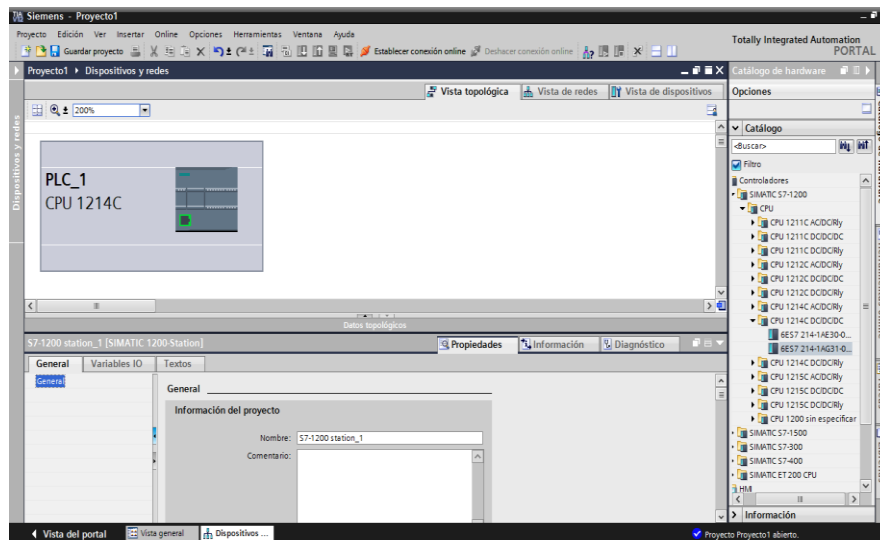 Siemens - Proyecto1
Proyecto Edición Ver Insertar Online Opciones Herramientas Ventana Ayuda
Guardar proyecto
Establecer conexión online
Deshacer conexión online
Totally Integrated Automation
PORTAL
Proyecto1 Dispositivos y redes
Catálogo de hardware
Vista topológica
Vista de redes
Vista de dispositivos
Opciones
200%
Dispositivos y redes
Catálogo
<Buscar>
Filtro
PLC_1
CPU 1214C
Controladores
SIMATIC S7-1200
CPU
CPU 1211C AC/DC/Rly
CPU 1211C DC/DC/DC
CPU 1211C DC/DC/Rly
CPU 1212C AC/DC/Rly
CPU 1212C DC/DC/DC
CPU 1212C DC/DC/Rly
CPU 1214C AC/DC/Rly
CPU 1214C DC/DC/DC
6ES7 214-1AE30-0...
6ES7 214-1AG31-0...
CPU 1214C DC/DC/Rly
CPU 1215C AC/DC/Rly
CPU 1215C DC/DC/DC
CPU 1215C DC/DC/Rly
CPU 1200 sin especificar
SIMATIC S7-1500
SIMATIC S7-300
SIMATIC S7-400
SIMATIC ET 200 CPU
HMI
Información
Datos topológicos
S7-1200 station_1 [SIMATIC 1200-Station]
Propiedades
Información
Diagnóstico
General
Variables IO
Textos
General
General
Información del proyecto
Nombre: S7-1200 station_1
Comentario:
Vista del portal
Vista general
Dispositivos ...
Proyecto Proyecto1 abierto.